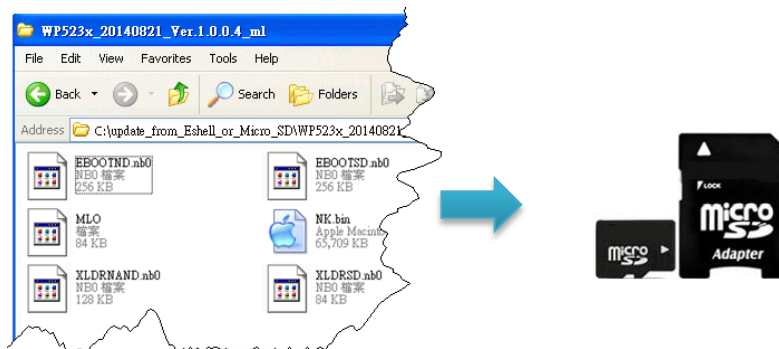 WP523x_20140821_Ver.1.0.0.4_ml
File Edit View Favorites Tools Help
Back Search Folders
Address C:\update_from_Eshell_or_Micro_SD\WP523x_20140821
EBOOTND.nb0
NB0 檔案
256 KB
EBOOTSD.nb0
NB0 檔案
256 KB
MLO
檔案
84 KB
NK.bin
Apple Macinto
65,709 KB
XLDRNAND.nb0
NB0 檔案
128 KB
XLDRSD.nb0
NB0 檔案
84 KB
LOCK
Micro
SD
Adapter
micro
SD